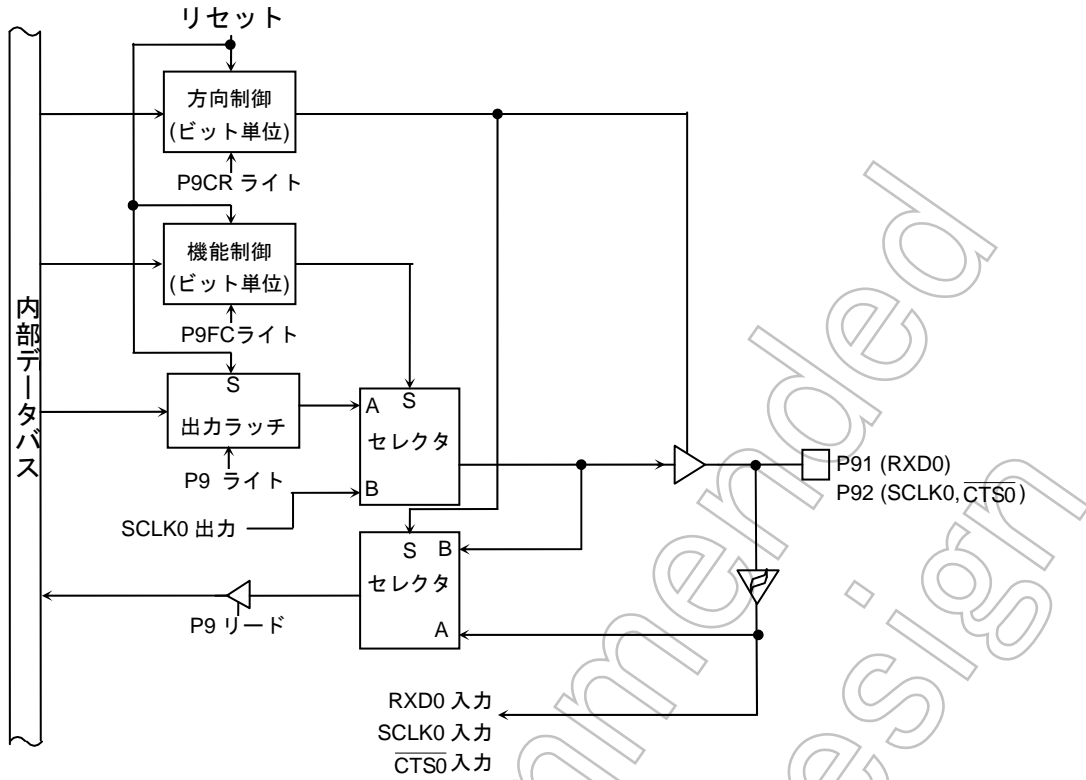 リセット
方向制御
(ビット単位)
P9CR ライト
機能制御
(ビット単位)
P9FCライト
内部データバス
S
出力ラッチ
P9 ライト
A S
セレクタ
B
SCLK0 出力
P91 (RXD0)
P92 (SCLK0, CTS0)
S B
セレクタ
A
P9 リード
RXD0 入力
SCLK0 入力
CTS0 入力
mmended
esign